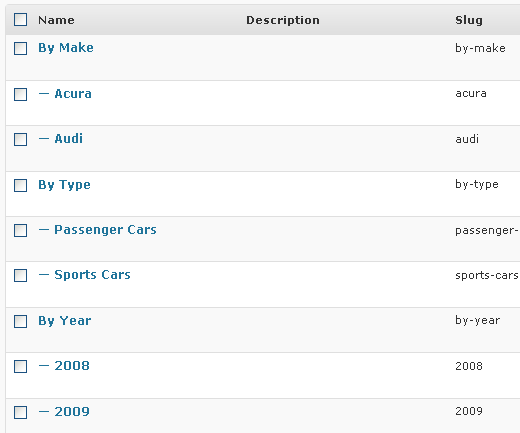 Name Description Slug
By Make by-make
— Acura acura
— Audi audi
By Type by-type
— Passenger Cars passenger-
— Sports Cars sports-cars
By Year by-year
— 2008 2008
— 2009 2009